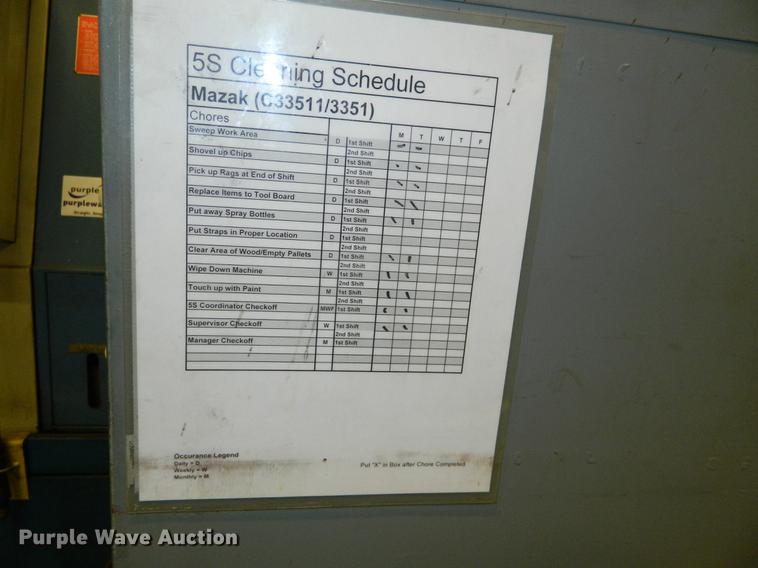 5S Cleaning Schedule
Mazak (C33511/3351)
Chores
M T W T F
Sweep Work Area D 1st Shift
2nd Shift
Shovel up Chips D 1st Shift
2nd Shift
Pick up Rags at End of Shift D 1st Shift
2nd Shift
Replace Items to Tool Board D 1st Shift
2nd Shift
Put away Spray Bottles D 1st Shift
2nd Shift
Put Straps in Proper Location D 1st Shift
2nd Shift
Clear Area of Wood/Empty Pallets D 1st Shift
2nd Shift
Wipe Down Machine W 1st Shift
2nd Shift
Touch up with Paint M 1st Shift
2nd Shift
5S Coordinator Checkoff MWF 1st Shift
Supervisor Checkoff W 1st Shift
2nd Shift
Manager Checkoff M 1st Shift
Occurance Legend
Daily = D
Weekly = W
Monthly = M
Put "X" in Box after Chore Completed
purple
purplewa
Purple Wave Auction